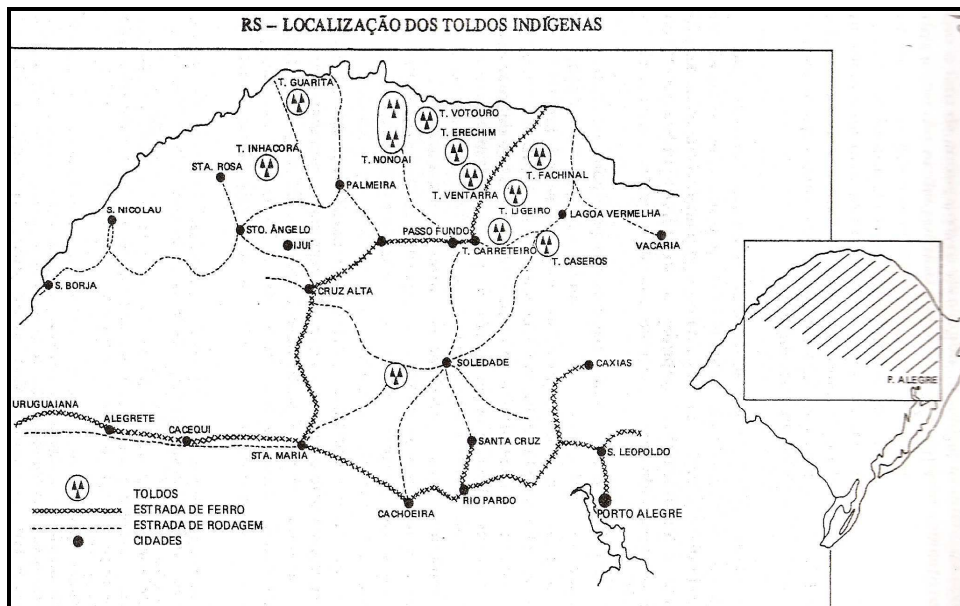 RS – LOCALIZAÇÃO DOS TOLDOS INDÍGENAS
T. GUARITA
T. VOTOURO
T. ERECHIM
T. INHACORÁ
T. NONOAI
T. FACHINAL
STA. ROSA
PALMEIRA
T. VENTARRA
T. LIGEIRO
S. NICOLAU
LAGOA VERMELHA
STO. ÂNGELO
PASSO FUNDO
IJUÍ
T. CARRETEIRO
VACARIA
T. CASEROS
S. BORJA
CRUZ ALTA
SOLEDADE
CAXIAS
P. ALEGRE
URUGUAIANA
ALEGRETE
CACEQUI
STA. MARIA
SANTA CRUZ
S. LEOPOLDO
RIO PARDO
CACHOEIRA
PORTO ALEGRE
TOLDOS
ESTRADA DE FERRO
ESTRADA DE RODAGEM
CIDADES